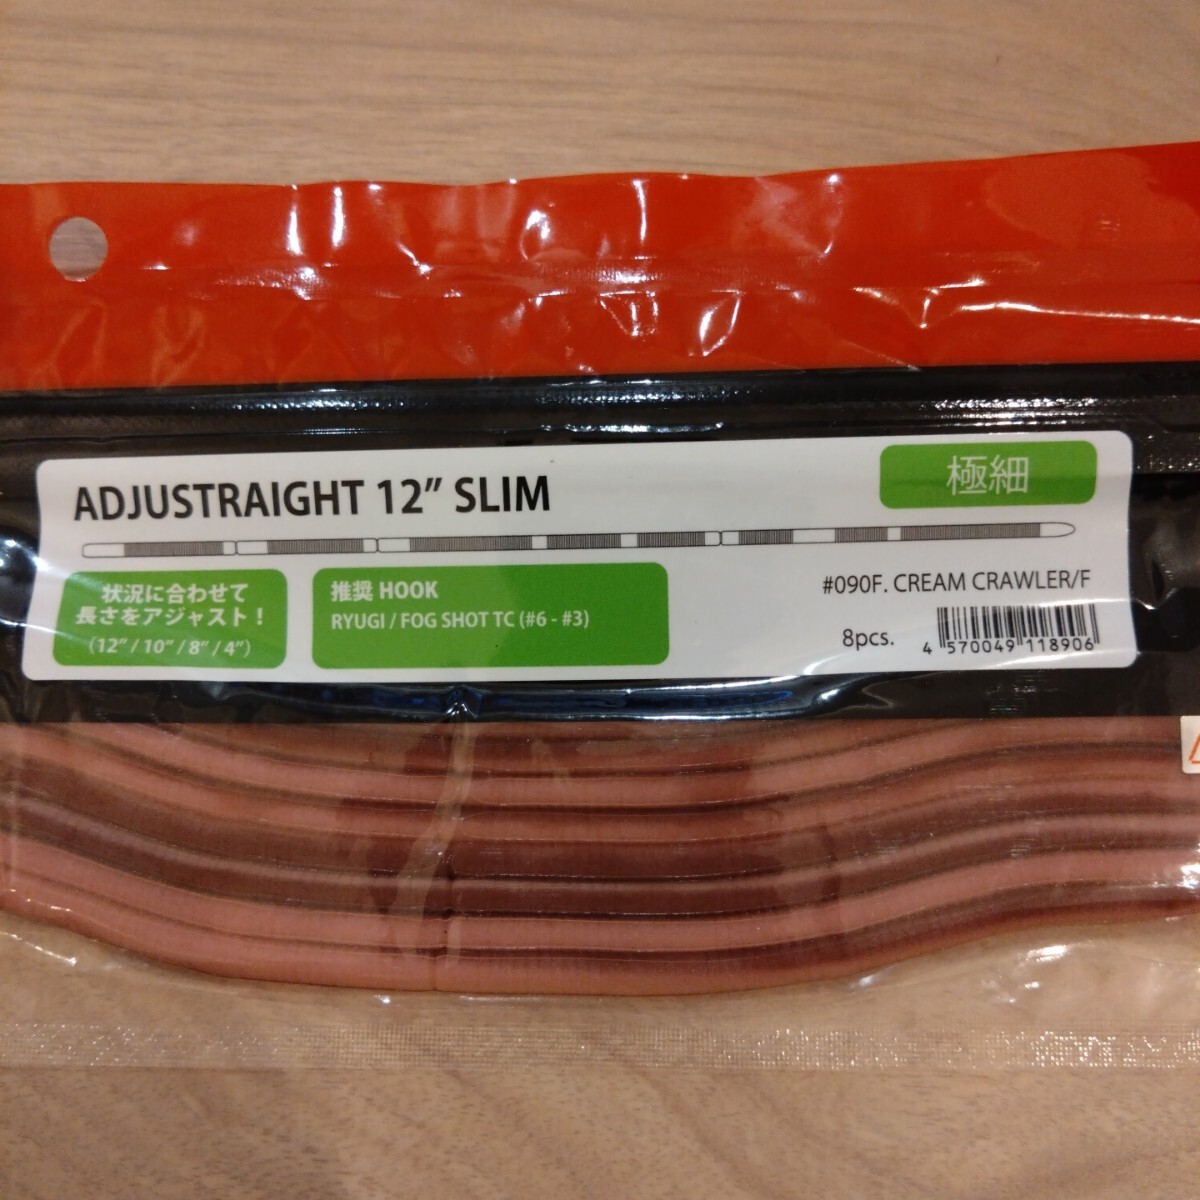 ADJUSTRAIGHT 12" SLIM
極細
状況に合わせて
長さをアジャスト！
（12" / 10" / 8" / 4"）
推奨 HOOK
RYUGI / FOG SHOT TC (#6 - #3)
#090F. CREAM CRAWLER/F
8pcs.
4 570049 118906